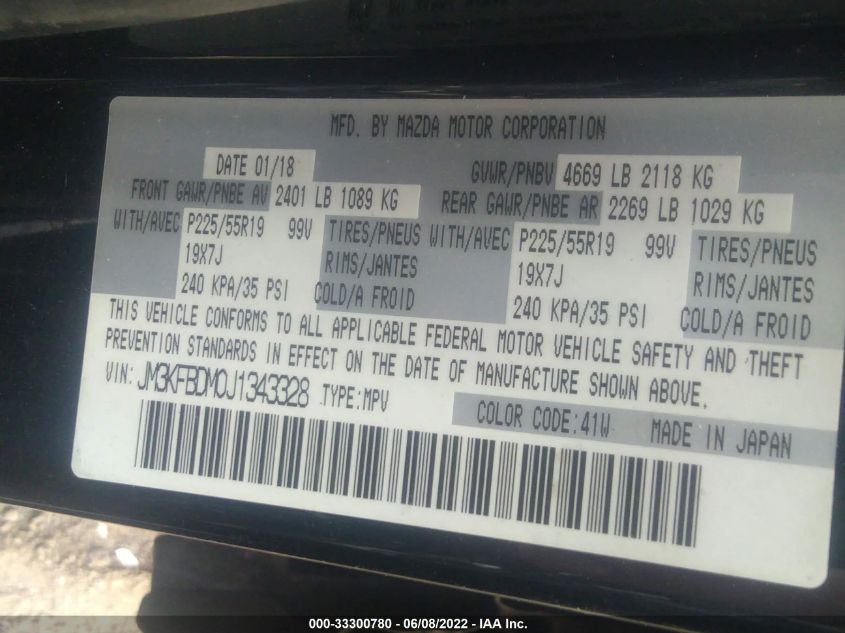 MFD. BY MAZDA MOTOR CORPORATION
DATE 01/18 GVWR/PNBV 4669 LB 2118 KG
FRONT GAWR/PNBE AV 2401 LB 1089 KG REAR GAWR/PNBE AR 2269 LB 1029 KG
WITH/AVEC P225/55R19 99V TIRES/PNEUS WITH/AVEC P225/55R19 99V TIRES/PNEUS
19X7J RIMS/JANTES 19X7J RIMS/JANTES
240 KPA/35 PSI COLD/A FROID 240 KPA/35 PSI COLD/A FROID
THIS VEHICLE CONFORMS TO ALL APPLICABLE FEDERAL MOTOR VEHICLE SAFETY AND THEFT
PREVENTION STANDARDS IN EFFECT ON THE DATE OF MANUFACTURE SHOWN ABOVE.
VIN: JM3KFBDM0J1343328 TYPE:MPV
COLOR CODE:41W MADE IN JAPAN
000-33300780 - 06/08/2022 - IAA Inc.